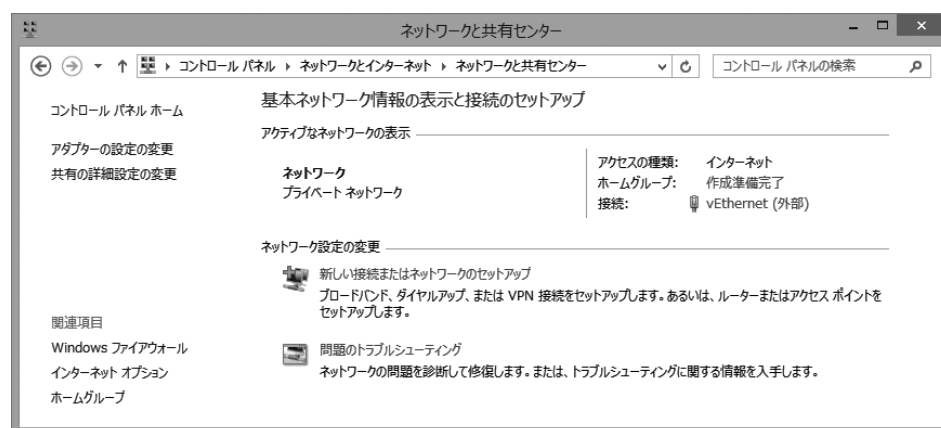 ネットワークと共有センター
コントロール パネル ▸ ネットワークとインターネット ▸ ネットワークと共有センター
コントロール パネルの検索
コントロール パネル ホーム
アダプターの設定の変更
共有の詳細設定の変更
基本ネットワーク情報の表示と接続のセットアップ
アクティブなネットワークの表示
ネットワーク
プライベート ネットワーク
アクセスの種類: インターネット
ホームグループ: 作成準備完了
接続: vEthernet (外部)
ネットワーク設定の変更
新しい接続またはネットワークのセットアップ
ブロードバンド、ダイヤルアップ、または VPN 接続をセットアップします。あるいは、ルーターまたはアクセス ポイントを
セットアップします。
問題のトラブルシューティング
ネットワークの問題を診断して修復します。または、トラブルシューティングに関する情報を入手します。
関連項目
Windows ファイアウォール
インターネット オプション
ホームグループ